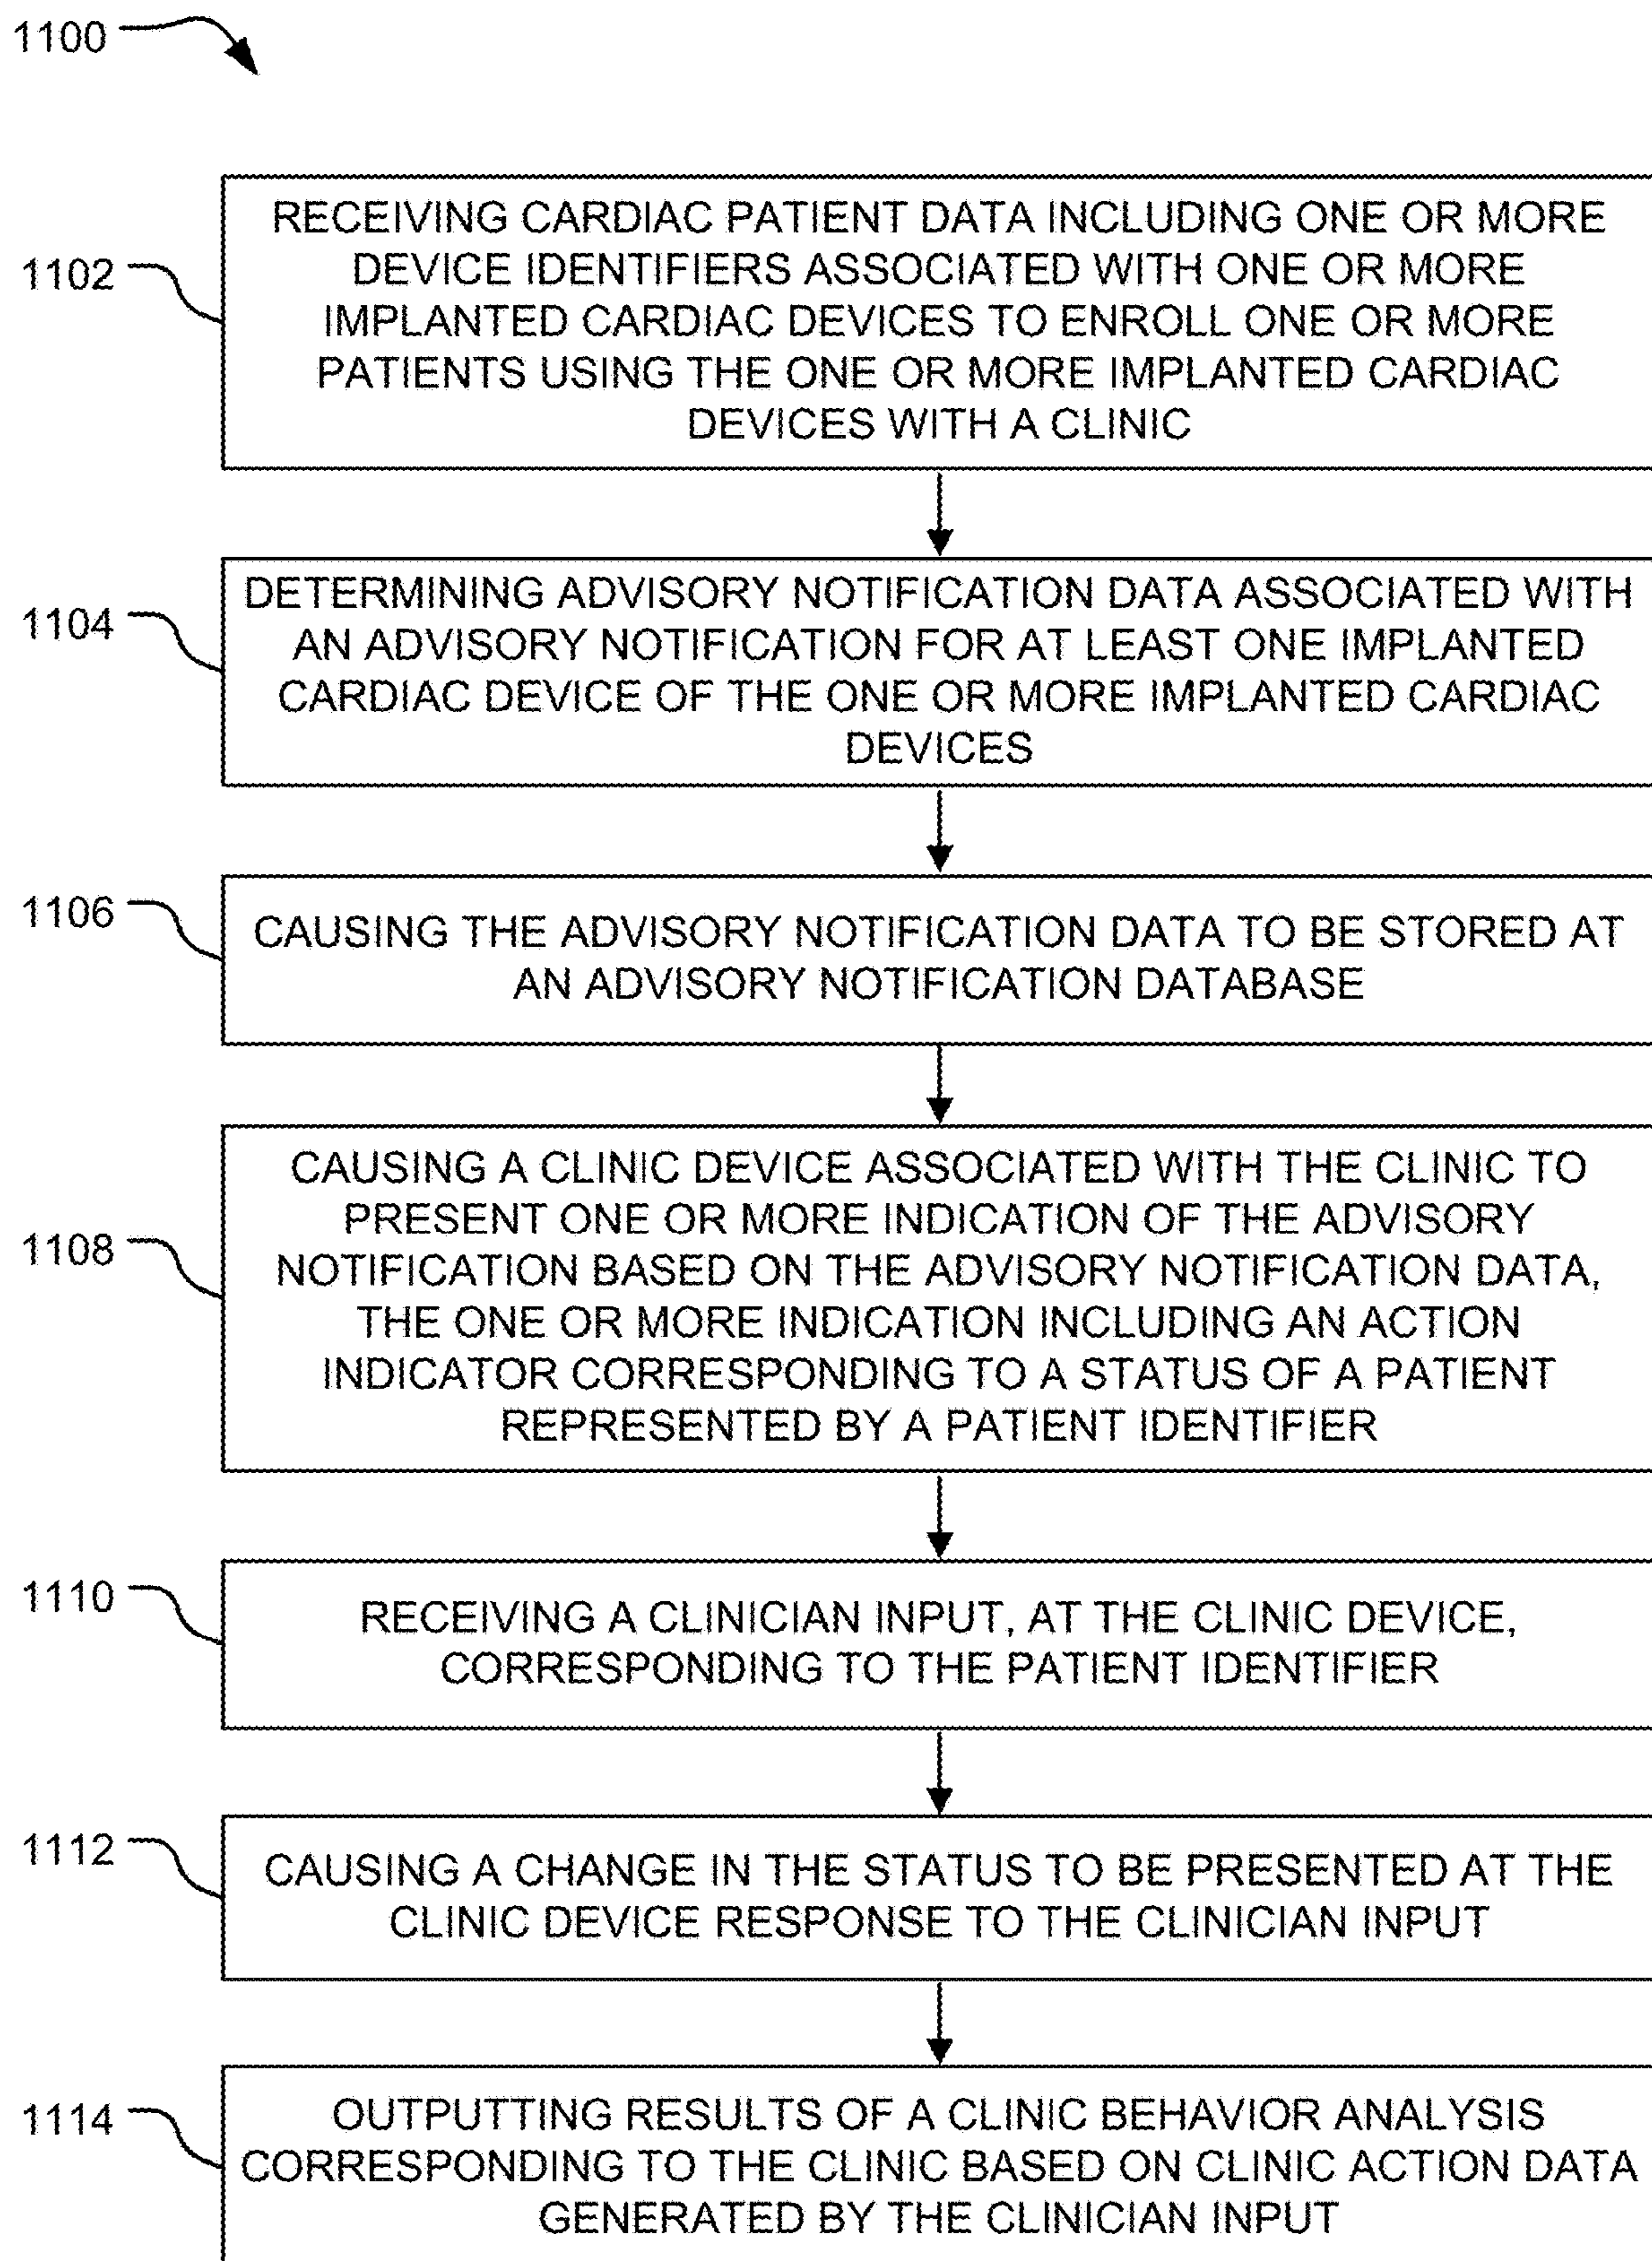 1100
1102
RECEIVING CARDIAC PATIENT DATA INCLUDING ONE OR MORE
DEVICE IDENTIFIERS ASSOCIATED WITH ONE OR MORE
IMPLANTED CARDIAC DEVICES TO ENROLL ONE OR MORE
PATIENTS USING THE ONE OR MORE IMPLANTED CARDIAC
DEVICES WITH A CLINIC
1104
DETERMINING ADVISORY NOTIFICATION DATA ASSOCIATED WITH
AN ADVISORY NOTIFICATION FOR AT LEAST ONE IMPLANTED
CARDIAC DEVICE OF THE ONE OR MORE IMPLANTED CARDIAC
DEVICES
1106
CAUSING THE ADVISORY NOTIFICATION DATA TO BE STORED AT
AN ADVISORY NOTIFICATION DATABASE
1108
CAUSING A CLINIC DEVICE ASSOCIATED WITH THE CLINIC TO
PRESENT ONE OR MORE INDICATION OF THE ADVISORY
NOTIFICATION BASED ON THE ADVISORY NOTIFICATION DATA,
THE ONE OR MORE INDICATION INCLUDING AN ACTION
INDICATOR CORRESPONDING TO A STATUS OF A PATIENT
REPRESENTED BY A PATIENT IDENTIFIER
1110
RECEIVING A CLINICIAN INPUT, AT THE CLINIC DEVICE,
CORRESPONDING TO THE PATIENT IDENTIFIER
1112
CAUSING A CHANGE IN THE STATUS TO BE PRESENTED AT THE
CLINIC DEVICE RESPONSE TO THE CLINICIAN INPUT
1114
OUTPUTTING RESULTS OF A CLINIC BEHAVIOR ANALYSIS
CORRESPONDING TO THE CLINIC BASED ON CLINIC ACTION DATA
GENERATED BY THE CLINICIAN INPUT